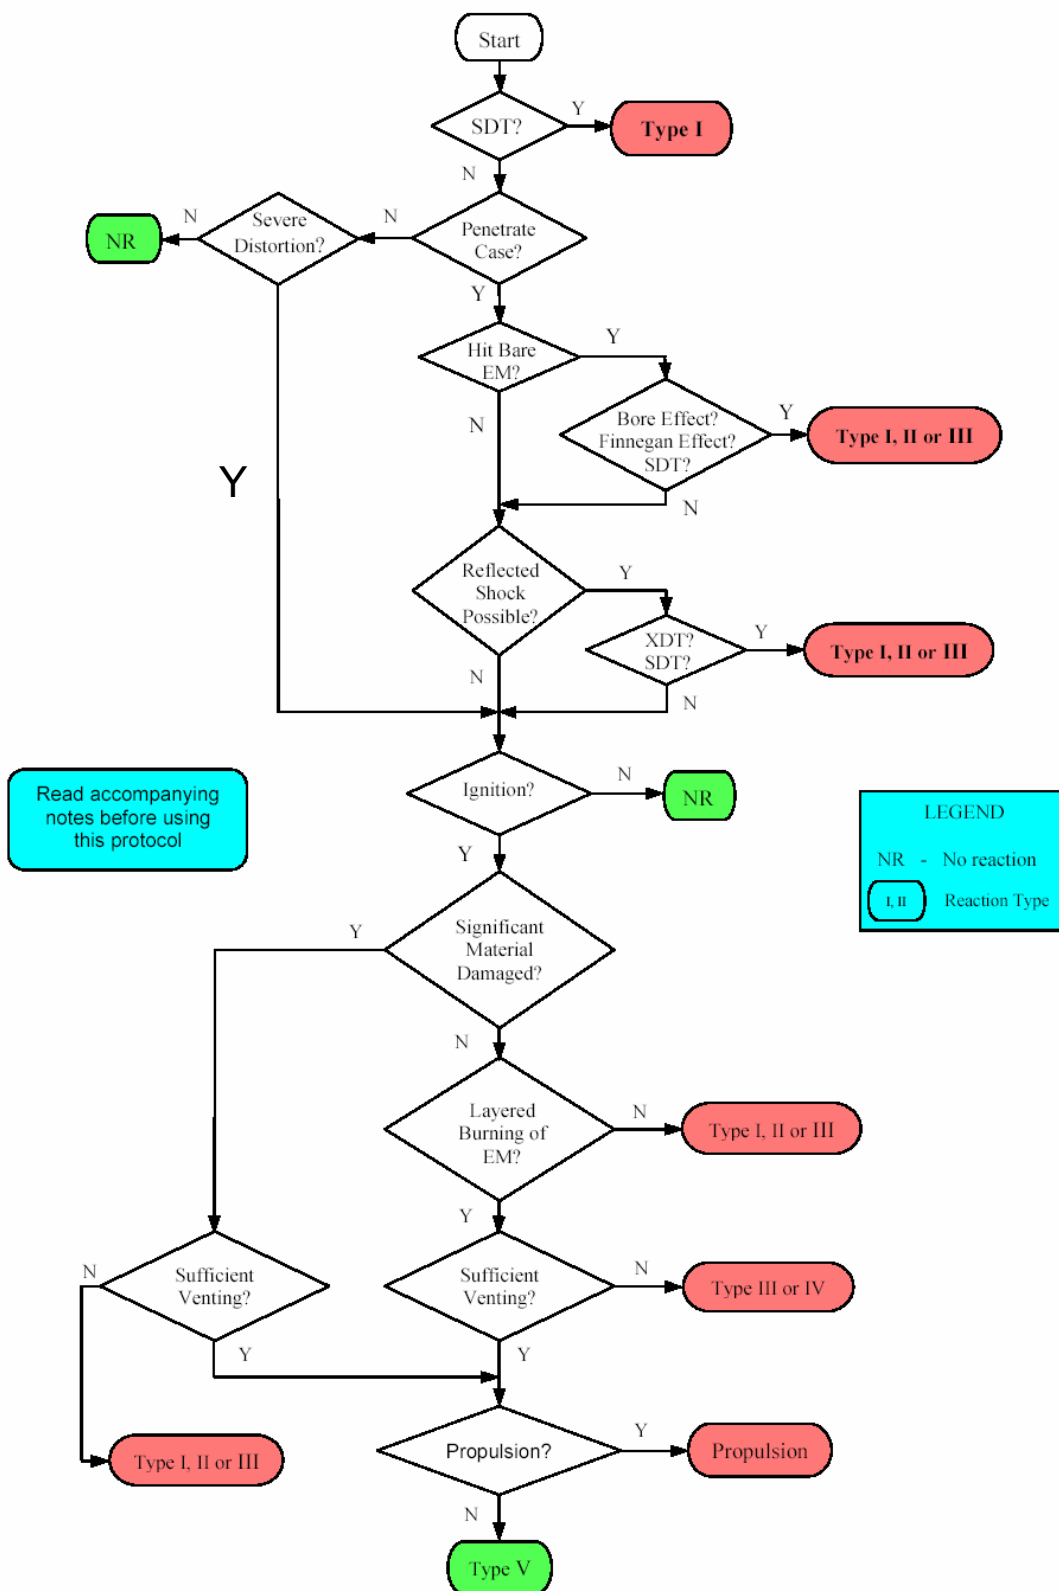 Start
SDT?
Y
Type I
N
Penetrate
Case?
N
Severe
Distortion?
N
NR
Y
Hit Bare
EM?
Y
Bore Effect?
Finnegan Effect?
SDT?
Y
Type I, II or III
N
N
Y
Reflected
Shock
Possible?
Y
XDT?
SDT?
Y
Type I, II or III
N
N
Ignition?
N
NR
Read accompanying
notes before using
this protocol
LEGEND
NR - No reaction
I, II Reaction Type
Y
Significant
Material
Damaged?
Y
N
Layered
Burning of
EM?
N
Type I, II or III
Y
Sufficient
Venting?
N
Sufficient
Venting?
N
Type III or IV
Y
Y
Propulsion?
Y
Propulsion
Type I, II or III
N
Type V